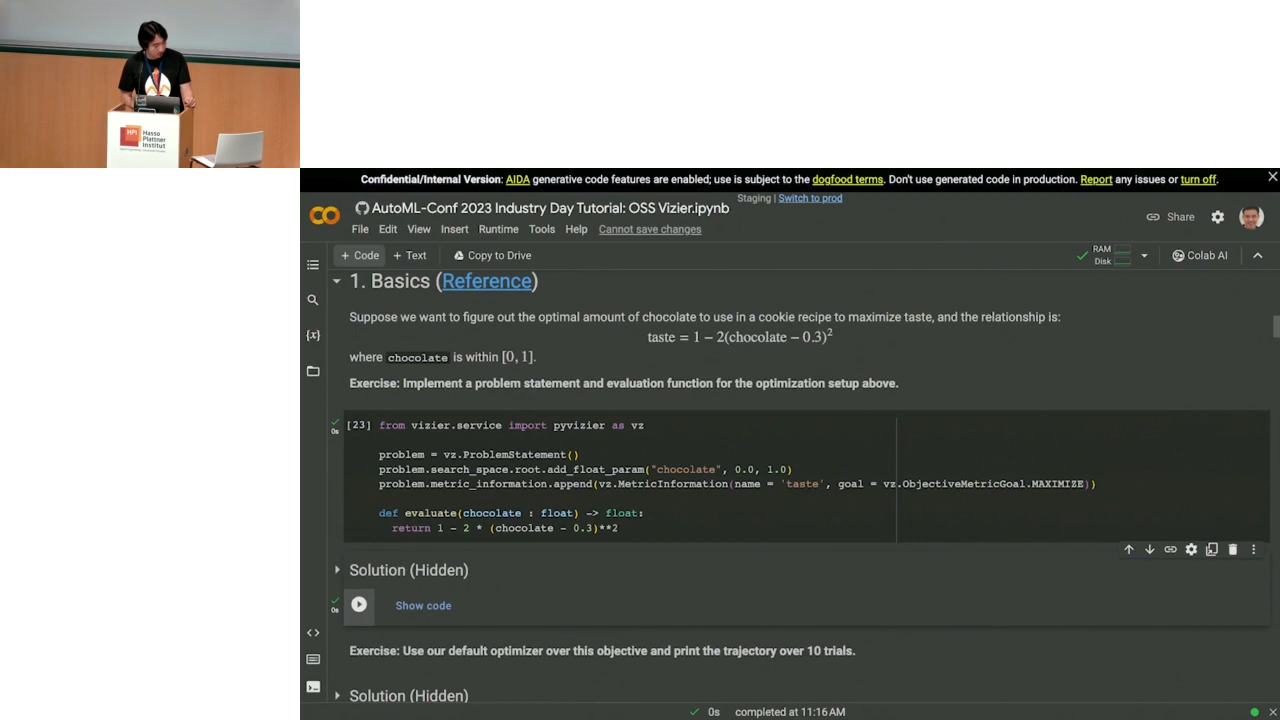 HPI
Hasso
Plattner
Institut
Confidential/Internal Version: AIDA generative code features are enabled; use is subject to the dogfood terms. Don't use generated code in production. Report any issues or turn off.
AutoML-Conf 2023 Industry Day Tutorial: OSS Vizier.ipynb
Staging | Switch to prod
File Edit View Insert Runtime Tools Help Cannot save changes
Share
+ Code + Text Copy to Drive
RAM
Disk
Colab AI
1. Basics (Reference)
Suppose we want to figure out the optimal amount of chocolate to use in a cookie recipe to maximize taste, and the relationship is:
taste = 1 − 2(chocolate − 0.3)²
where chocolate is within [0, 1].
Exercise: Implement a problem statement and evaluation function for the optimization setup above.
0s
[23] from vizier.service import pyvizier as vz
problem = vz.ProblemStatement()
problem.search_space.root.add_float_param("chocolate", 0.0, 1.0)
problem.metric_information.append(vz.MetricInformation(name = 'taste', goal = vz.ObjectiveMetricGoal.MAXIMIZE))
def evaluate(chocolate : float) -> float:
return 1 - 2 * (chocolate - 0.3)**2
Solution (Hidden)
0s
Show code
Exercise: Use our default optimizer over this objective and print the trajectory over 10 trials.
Solution (Hidden)
0s completed at 11:16 AM